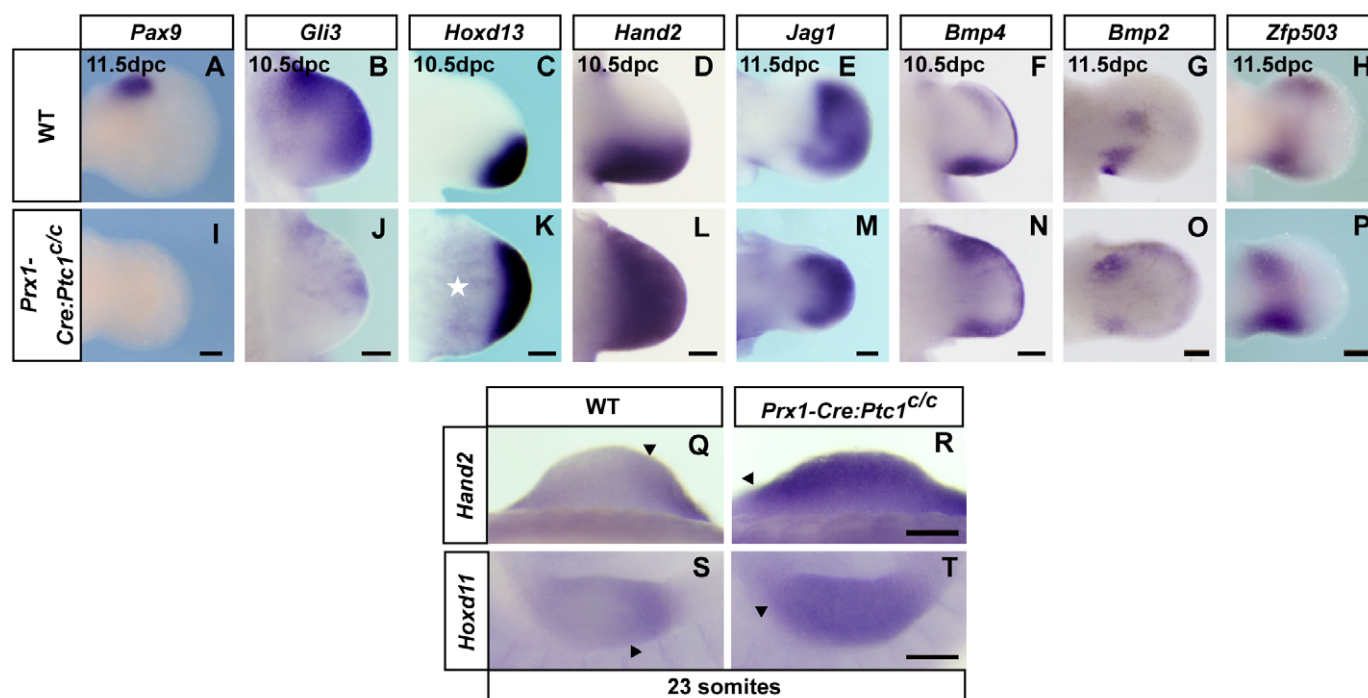 Pax9 Gli3 Hoxd13 Hand2 Jag1 Bmp4 Bmp2 Zfp503
WT
11.5dpc A 10.5dpc B 10.5dpc C 10.5dpc D 11.5dpc E 10.5dpc F 11.5dpc G 11.5dpc H
Prx1-
Cre:Ptc1c/c
I J K L M N O P
WT Prx1-Cre:Ptc1c/c
Hand2
Q R
Hoxd11
S T
23 somites